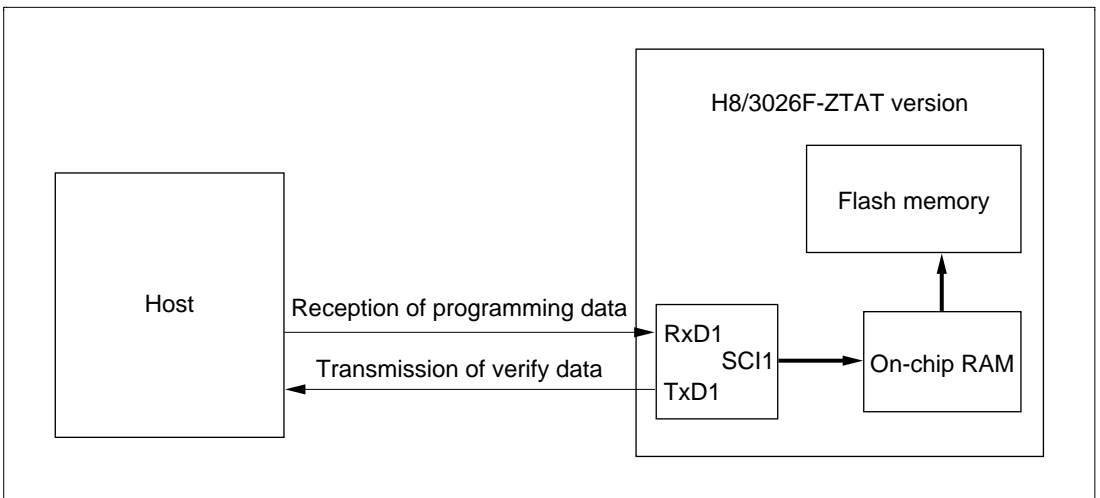 H8/3026F-ZTAT version
Flash memory
Host
Reception of programming data
RxD1
SCI1
On-chip RAM
Transmission of verify data
TxD1